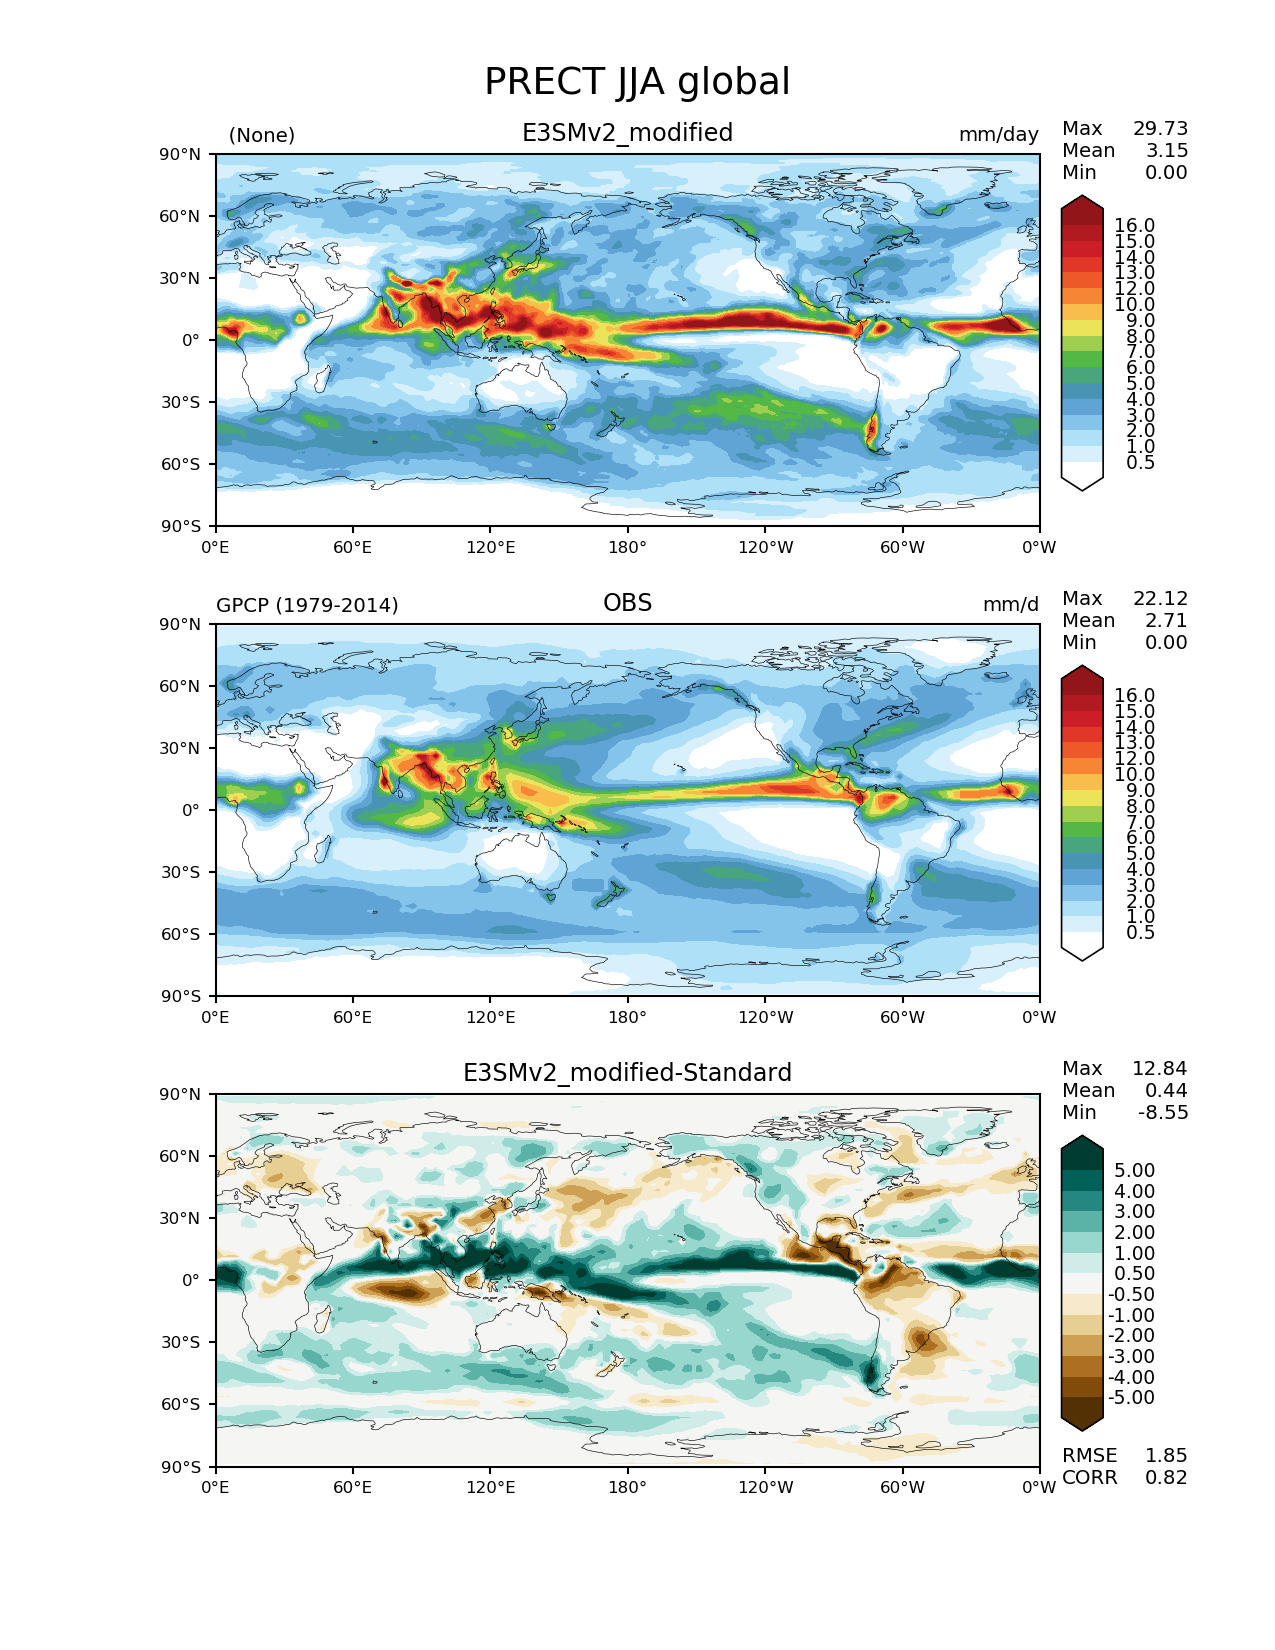 PRECT JJA global
(None) E3SMv2_modified mm/day
Max 29.73
Mean 3.15
Min 0.00
90°N
60°N
30°N
0°
30°S
60°S
90°S
0°E 60°E 120°E 180° 120°W 60°W 0°W
16.0
15.0
14.0
13.0
12.0
10.0
9.0
8.0
7.0
6.0
5.0
4.0
3.0
2.0
1.0
0.5
GPCP (1979-2014) OBS mm/d
Max 22.12
Mean 2.71
Min 0.00
90°N
60°N
30°N
0°
30°S
60°S
90°S
0°E 60°E 120°E 180° 120°W 60°W 0°W
16.0
15.0
14.0
13.0
12.0
10.0
9.0
8.0
7.0
6.0
5.0
4.0
3.0
2.0
1.0
0.5
E3SMv2_modified-Standard
Max 12.84
Mean 0.44
Min -8.55
90°N
60°N
30°N
0°
30°S
60°S
90°S
0°E 60°E 120°E 180° 120°W 60°W 0°W
5.00
4.00
3.00
2.00
1.00
0.50
-0.50
-1.00
-2.00
-3.00
-4.00
-5.00
RMSE 1.85
CORR 0.82